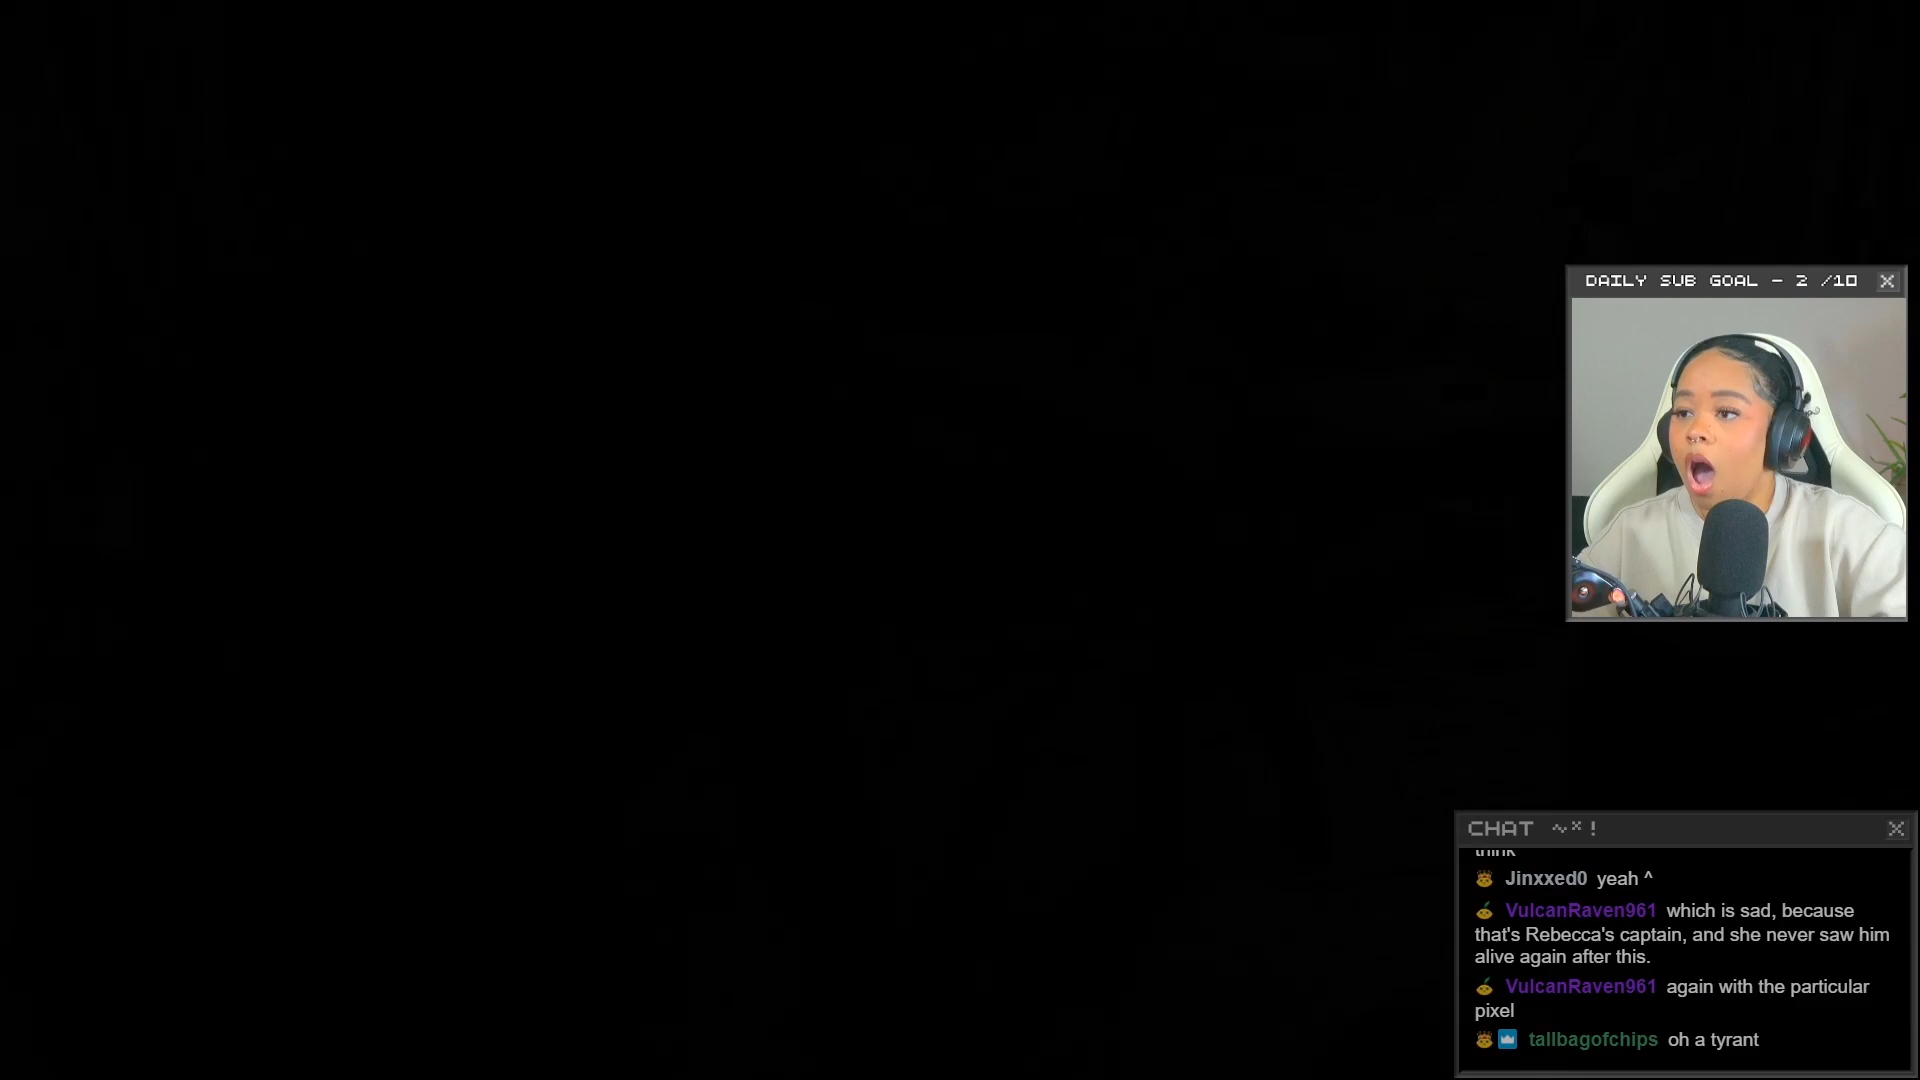 DAILY SUB GOAL - 2 /10
CHAT ~× !
think
Jinxxed0 yeah ^
VulcanRaven961 which is sad, because
that's Rebecca's captain, and she never saw him
alive again after this.
VulcanRaven961 again with the particular
pixel
tallbagofchips oh a tyrant